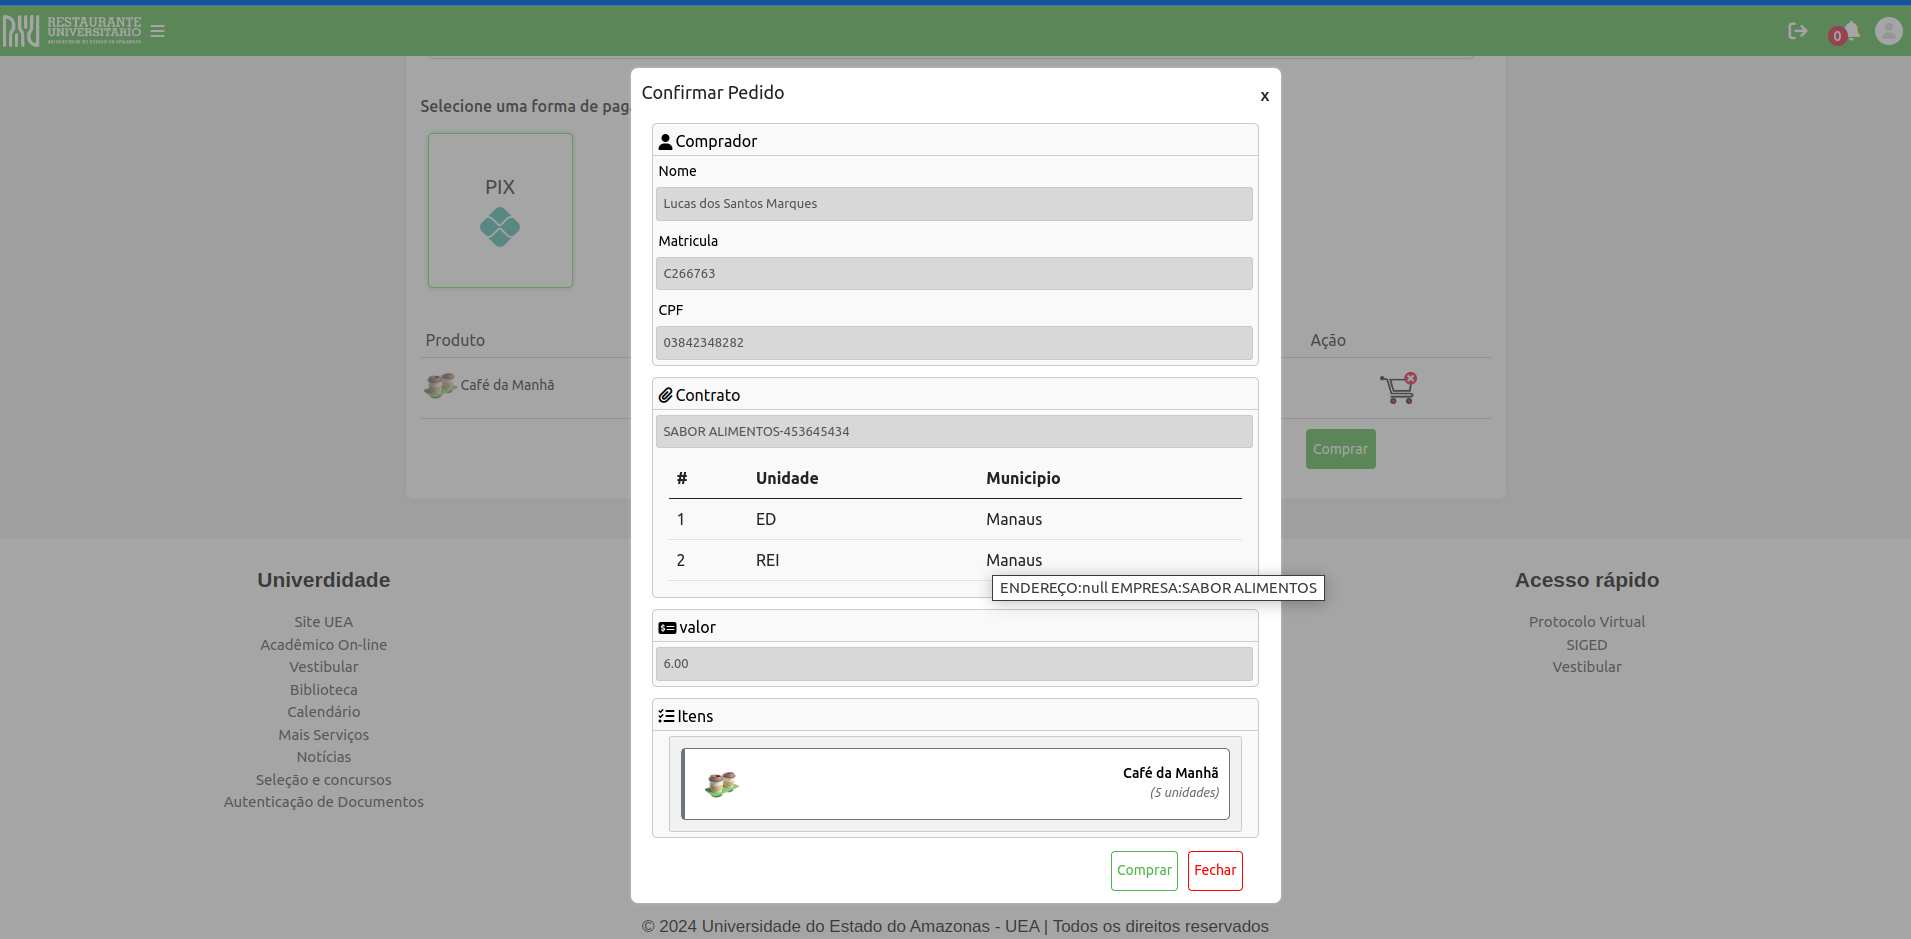 RESTAURANTE
UNIVERSITÁRIO
0
Selecione uma forma de pag
PIX
Produto
Ação
Café da Manhã
Comprar
Confirmar Pedido
x
Comprador
Nome
Lucas dos Santos Marques
Matricula
C266763
CPF
03842348282
Contrato
SABOR ALIMENTOS-453645434
# Unidade Municipio
1 ED Manaus
2 REI Manaus
ENDEREÇO:null EMPRESA:SABOR ALIMENTOS
valor
6.00
Itens
Café da Manhã
(5 unidades)
Comprar Fechar
Univerdidade
Site UEA
Acadêmico On-line
Vestibular
Biblioteca
Calendário
Mais Serviços
Notícias
Seleção e concursos
Autenticação de Documentos
Acesso rápido
Protocolo Virtual
SIGED
Vestibular
© 2024 Universidade do Estado do Amazonas - UEA | Todos os direitos reservados